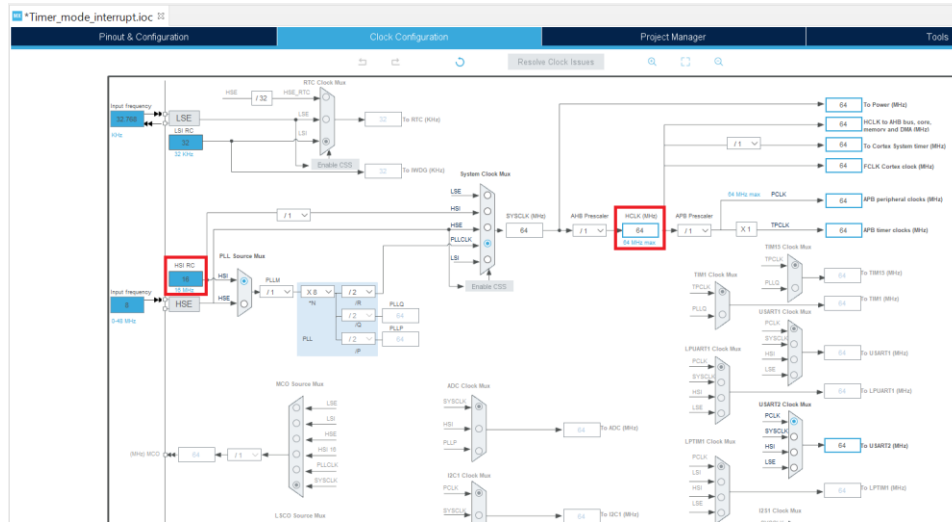 *Timer_mode_interrupt.ioc
Pinout & Configuration
Clock Configuration
Project Manager
Tools
Resolve Clock Issues
RTC Clock Mux
HSE
/ 32
HSE_RTC
Input frequency
32.768
KHz
LSE
LSE
32
To RTC (KHz)
LSI RC
LSI
32
32 KHz
Enable CSS
32
To IWDG (KHz)
System Clock Mux
LSE
HSI
/ 1
HSE
PLLCLK
LSI
Enable CSS
SYSCLK (MHz)
64
AHB Prescaler
/ 1
HCLK (MHz)
64
64 MHz max
APB Prescaler
/ 1
64
To Power (MHz)
64
HCLK to AHB bus, core, memory and DMA (MHz)
/ 1
64
To Cortex System timer (MHz)
64
FCLK Cortex clock (MHz)
64 MHz max
PCLK
64
APB peripheral clocks (MHz)
X 1
TPCLK
64
APB timer clocks (MHz)
HSI RC
16
16 MHz
PLL Source Mux
HSI
HSE
Input frequency
8
0-48 MHz
HSE
PLLM
/ 1
X 8
*N
/ 2
/R
/ 2
/Q
PLLQ
64
/ 2
/P
PLLP
64
PLL
TIM15 Clock Mux
TPCLK
PLLQ
64
To TIM15 (MHz)
TIM1 Clock Mux
TPCLK
PLLQ
64
To TIM1 (MHz)
USART1 Clock Mux
PCLK
SYSCLK
HSI
LSE
64
To USART1 (MHz)
LPUART1 Clock Mux
PCLK
SYSCLK
HSI
LSE
64
To LPUART1 (MHz)
USART2 Clock Mux
PCLK
SYSCLK
HSI
LSE
64
To USART2 (MHz)
MCO Source Mux
LSE
LSI
HSE
HSI 16
PLLCLK
SYSCLK
(MHz) MCO
64
/ 1
ADC Clock Mux
SYSCLK
HSI
PLLP
64
To ADC (MHz)
LPTIM1 Clock Mux
PCLK
LSI
HSI
LSE
64
To LPTIM1 (MHz)
I2C1 Clock Mux
PCLK
SYSCLK
64
To I2C1 (MHz)
LSCO Source Mux
I2S1 Clock Mux